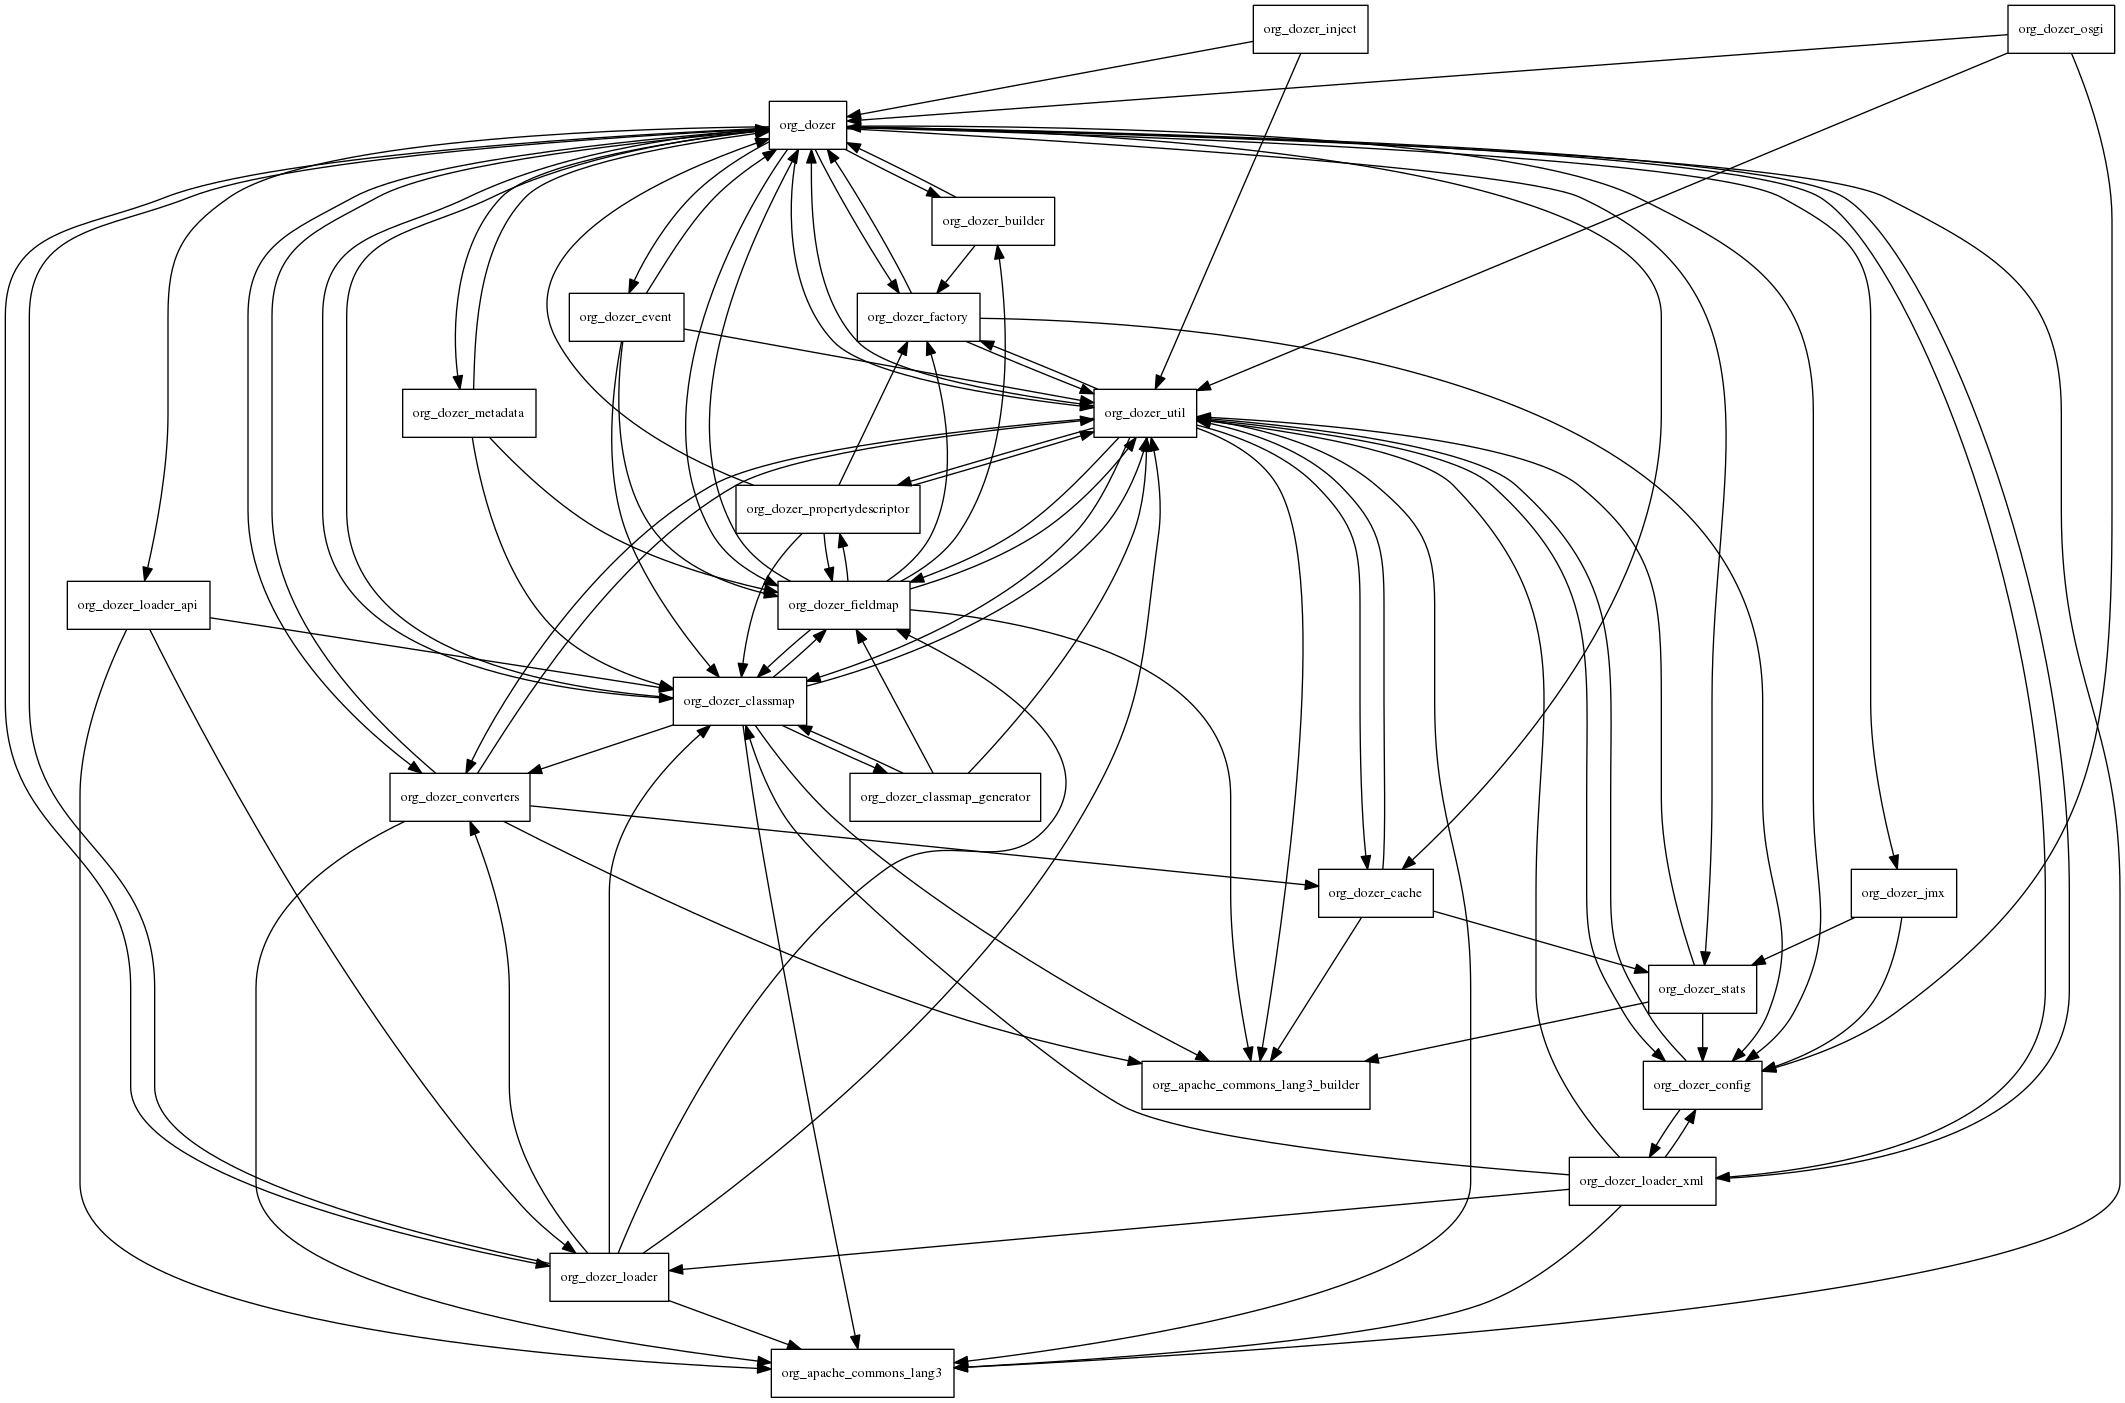 org_dozer_inject
org_dozer_osgi
org_dozer
org_dozer_builder
org_dozer_event
org_dozer_factory
org_dozer_metadata
org_dozer_util
org_dozer_propertydescriptor
org_dozer_loader_api
org_dozer_fieldmap
org_dozer_classmap
org_dozer_converters
org_dozer_classmap_generator
org_dozer_cache
org_dozer_jmx
org_dozer_stats
org_apache_commons_lang3_builder
org_dozer_config
org_dozer_loader_xml
org_dozer_loader
org_apache_commons_lang3